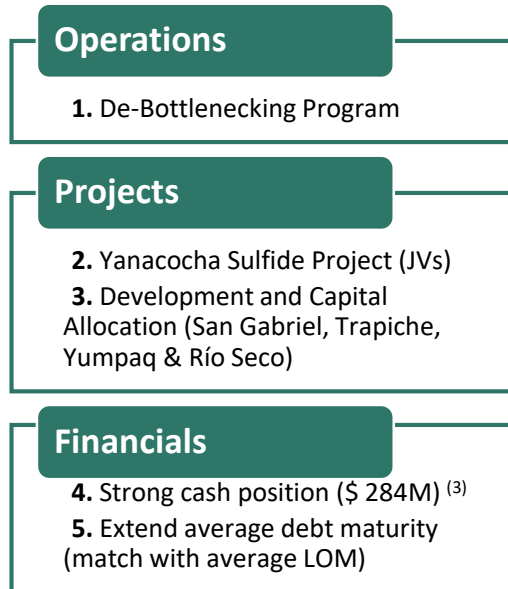 Operations
1. De-Bottlenecking Program
Projects
2. Yanacocha Sulfide Project (JVs)
3. Development and Capital
Allocation (San Gabriel, Trapiche,
Yumpaq & Río Seco)
Financials
4. Strong cash position ($ 284M) (3)
5. Extend average debt maturity
(match with average LOM)